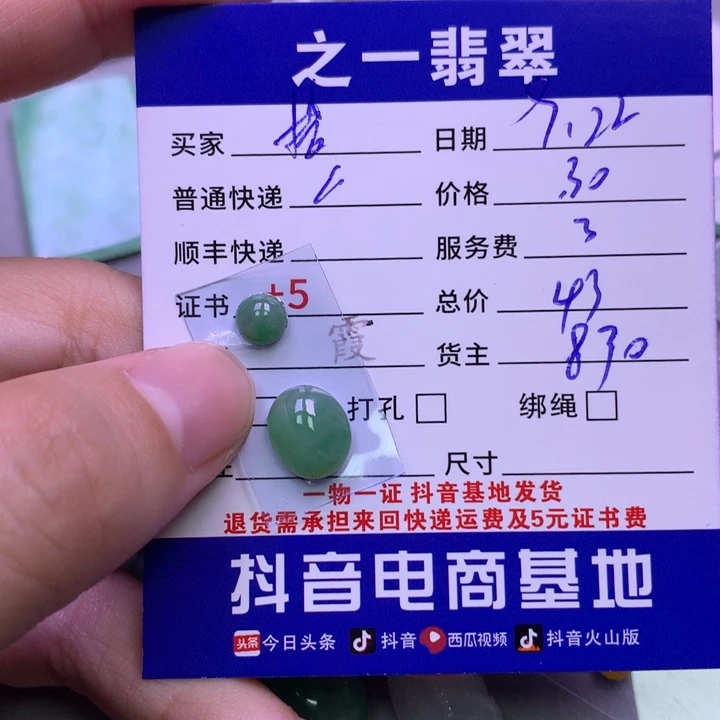 之一翡翠
买家 日期 7.22
普通快递 价格 30
顺丰快递 服务费 3
证书 +5 总价 43
霞 货主 830
打孔 绑绳
尺寸
一物一证 抖音基地发货
退货需承担来回快递运费及5元证书费
抖音电商基地
头条 今日头条 抖音 西瓜视频 抖音火山版